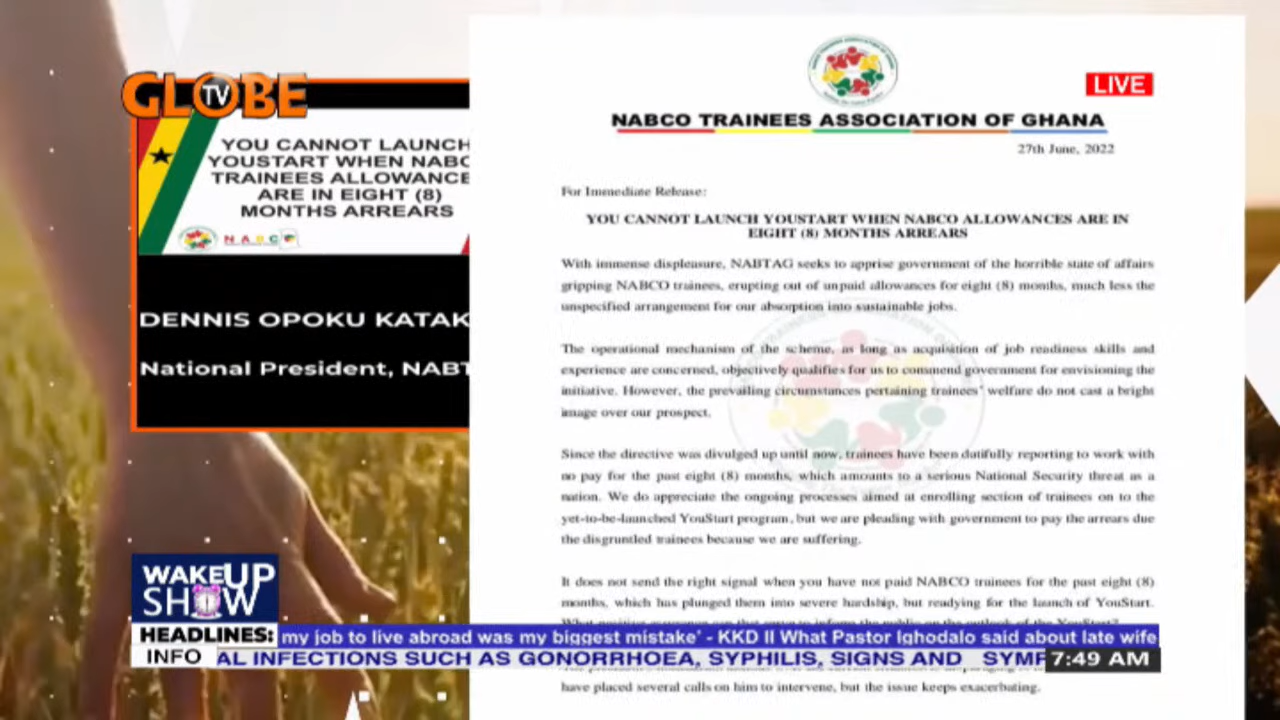 GLOBE TV
YOU CANNOT LAUNCH
YOUSTART WHEN NABC
TRAINEES ALLOWANCE
ARE IN EIGHT (8)
MONTHS ARREARS
NABC
DENNIS OPOKU KATAK
National President, NABT
WAKEUP
SHOW
LIVE
NABCO TRAINEES ASSOCIATION OF GHANA
27th June, 2022
For Immediate Release:
YOU CANNOT LAUNCH YOUSTART WHEN NABCO ALLOWANCES ARE IN
EIGHT (8) MONTHS ARREARS
With immense displeasure, NABTAG seeks to apprise government of the horrible state of affairs
gripping NABCO trainees, erupting out of unpaid allowances for eight (8) months, much less the
unspecified arrangement for our absorption into sustainable jobs.
The operational mechanism of the scheme, as long as acquisition of job readiness skills and
experience are concerned, objectively qualifies for us to commend government for envisioning the
initiative. However, the prevailing circumstances pertaining trainees' welfare do not cast a bright
image over our prospect.
Since the directive was divulged up until now, trainees have been dutifully reporting to work with
no pay for the past eight (8) months, which amounts to a serious National Security threat as a
nation. We do appreciate the ongoing processes aimed at enrolling section of trainees on to the
yet-to-be-launched YouStart program, but we are pleading with government to pay the arrears due
the disgruntled trainees because we are suffering.
It does not send the right signal when you have not paid NABCO trainees for the past eight (8)
months, which has plunged them into severe hardship, but readying for the launch of YouStart.
have placed several calls on him to intervene, but the issue keeps exacerbating.
HEADLINES: my job to live abroad was my biggest mistake' - KKD II What Pastor Ighodalo said about late wife
INFO AL INFECTIONS SUCH AS GONORRHOEA, SYPHILIS, SIGNS AND SYMP 7:49 AM